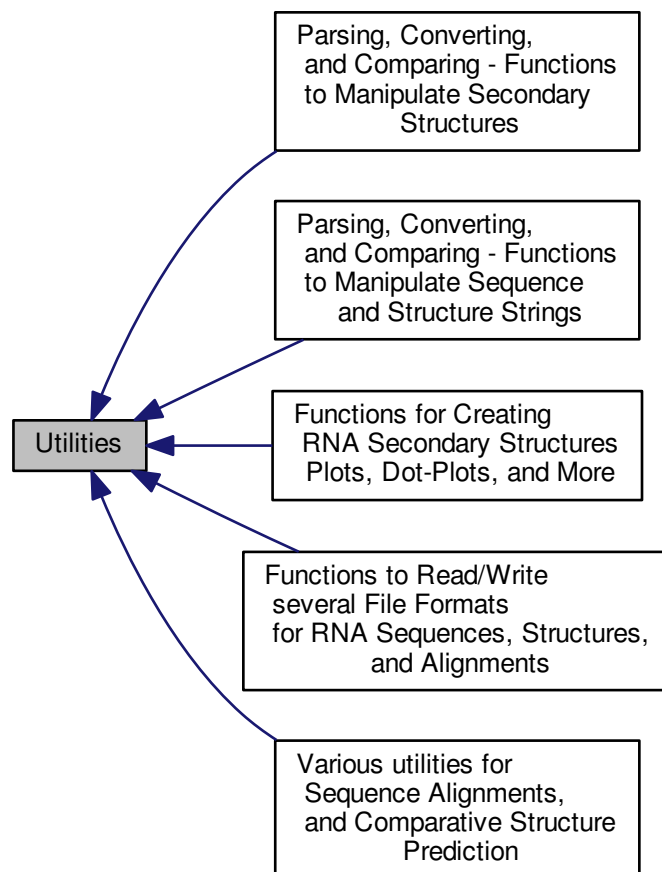 Parsing, Converting,
and Comparing - Functions
to Manipulate Secondary
Structures
Parsing, Converting,
and Comparing - Functions
to Manipulate Sequence
and Structure Strings
Utilities
Functions for Creating
RNA Secondary Structures
Plots, Dot-Plots, and More
Functions to Read/Write
several File Formats
for RNA Sequences, Structures,
and Alignments
Various utilities for
Sequence Alignments,
and Comparative Structure
Prediction